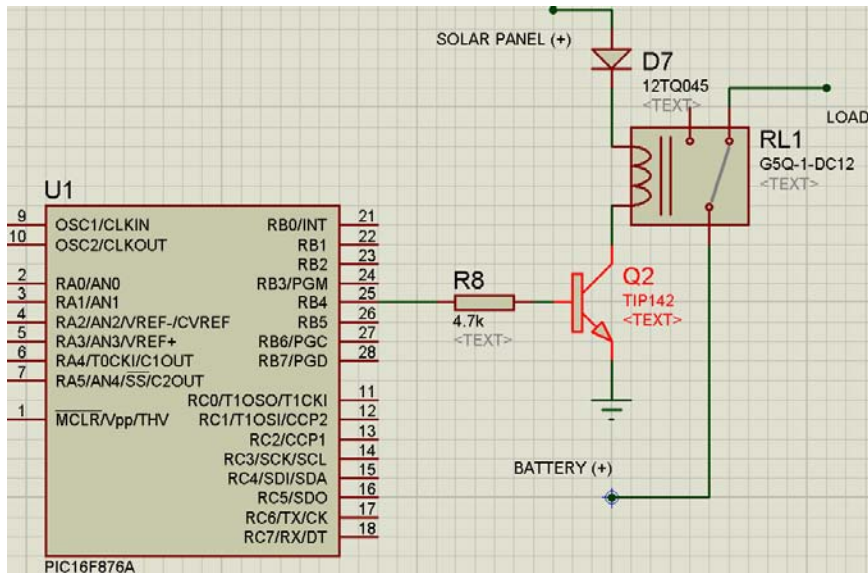 SOLAR PANEL (+)
D7
12TQ045
<TEXT>
LOAD
RL1
G5Q-1-DC12
<TEXT>
U1
9
OSC1/CLKIN
RB0/INT
21
10
OSC2/CLKOUT
RB1
22
RB2
23
2
RA0/AN0
RB3/PGM
24
3
RA1/AN1
RB4
25
4
RA2/AN2/VREF-/CVREF
RB5
26
5
RA3/AN3/VREF+
RB6/PGC
27
6
RA4/T0CKI/C1OUT
RB7/PGD
28
7
RA5/AN4/SS/C2OUT
RC0/T1OSO/T1CKI
11
1
MCLR/Vpp/THV
RC1/T1OSI/CCP2
12
RC2/CCP1
13
RC3/SCK/SCL
14
RC4/SDI/SDA
15
RC5/SDO
16
RC6/TX/CK
17
RC7/RX/DT
18
PIC16F876A
R8
4.7k
<TEXT>
Q2
TIP142
<TEXT>
BATTERY (+)